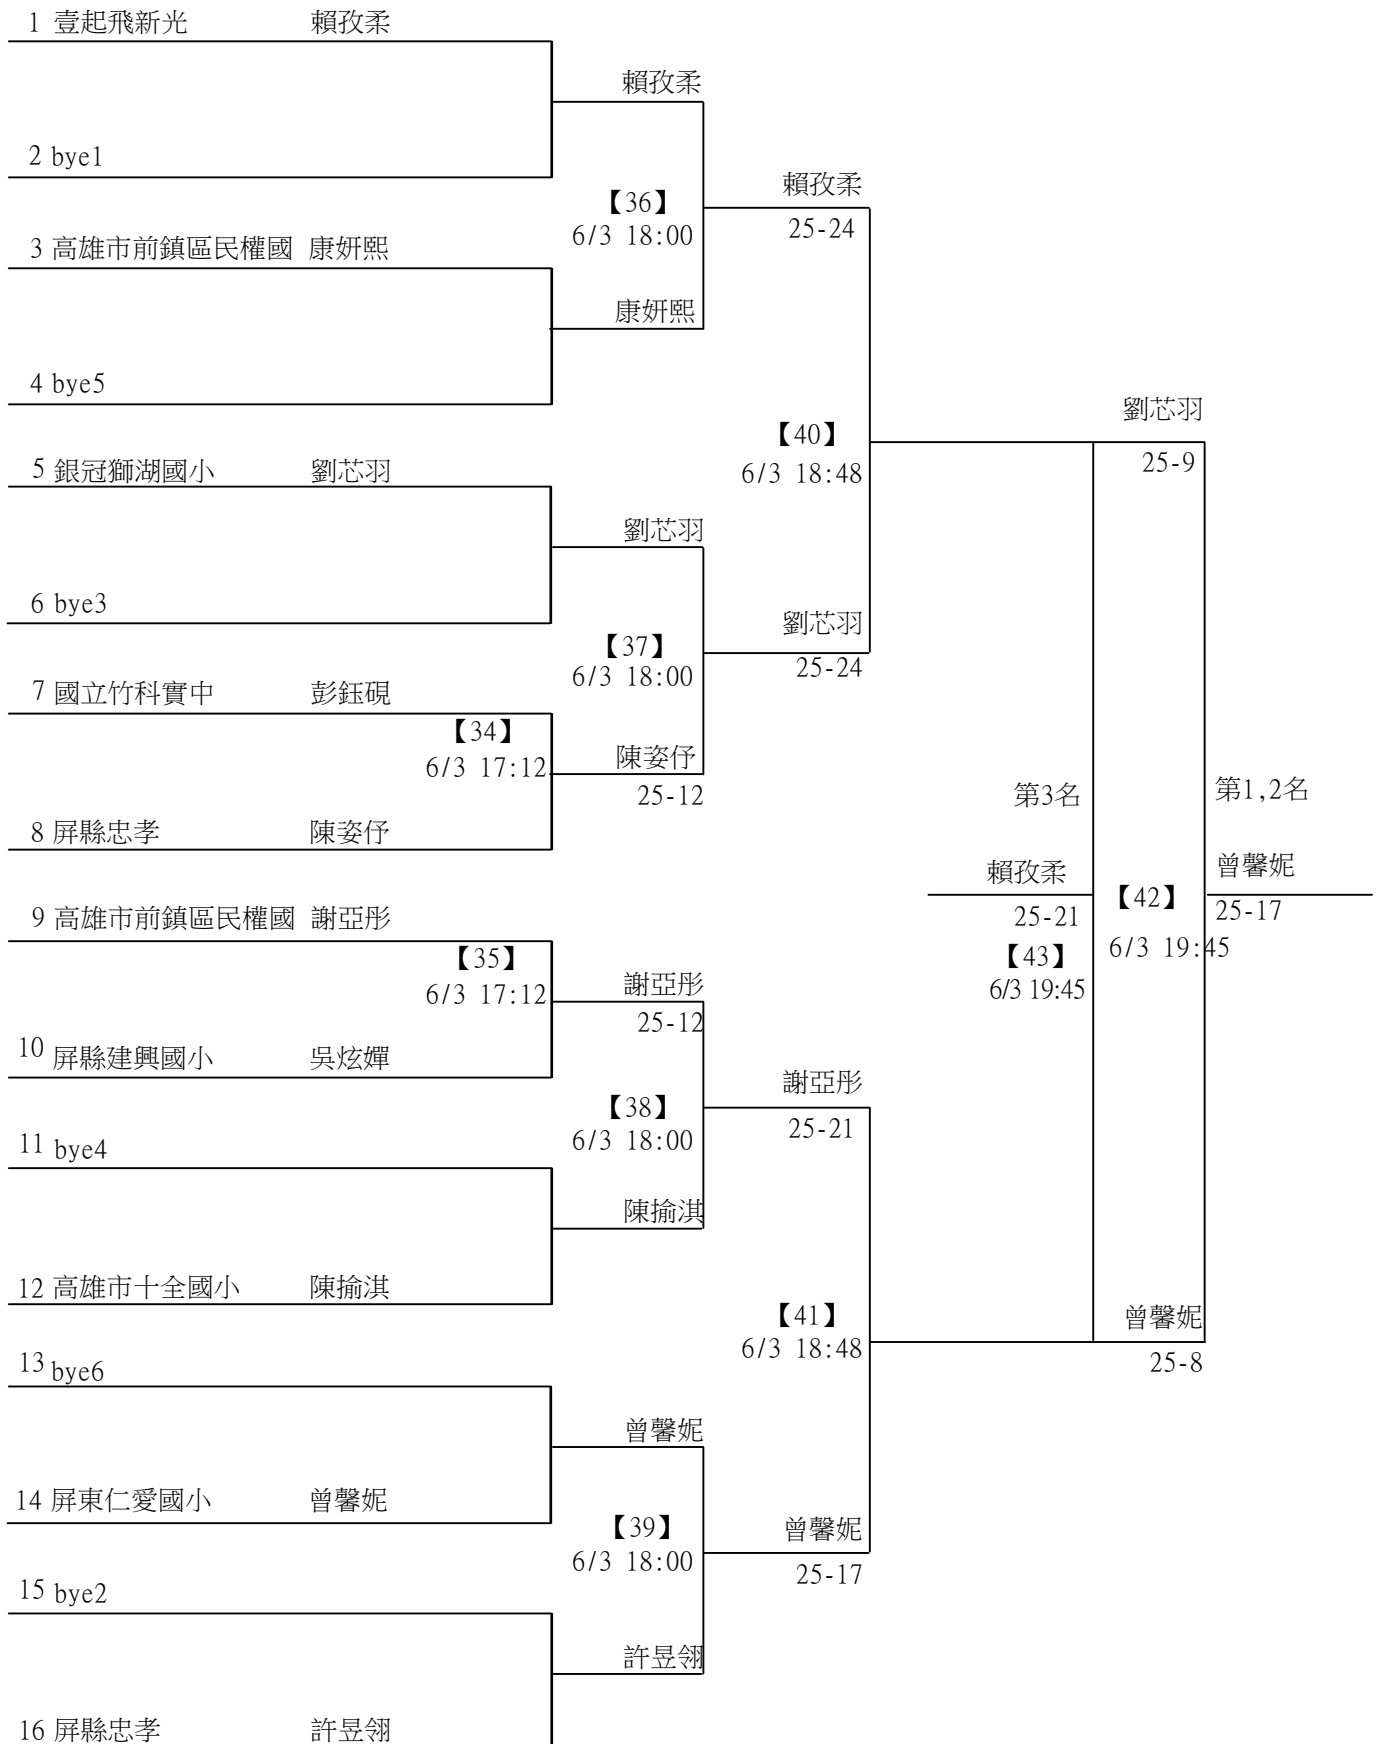 1 壹起飛新光 賴孜柔
賴孜柔
2 bye1
賴孜柔
【36】
25-24
6/3 18:00
3 高雄市前鎮區民權國 康妍熙
康妍熙
4 bye5
劉芯羽
【40】
25-9
5 銀冠獅湖國小 劉芯羽
6/3 18:48
劉芯羽
6 bye3
劉芯羽
【37】
25-24
6/3 18:00
7 國立竹科實中 彭鈺硯
【34】
陳姿伃
6/3 17:12
25-12
第3名
第1,2名
8 屏縣忠孝 陳姿伃
賴孜柔
曾馨妮
【42】
25-21
25-17
9 高雄市前鎮區民權國 謝亞彤
【35】
【43】
6/3 19:45
謝亞彤
6/3 17:12
6/3 19:45
25-12
10 屏縣建興國小 吳炫嬋
謝亞彤
【38】
25-21
6/3 18:00
11 bye4
陳揄淇
12 高雄市十全國小 陳揄淇
【41】
曾馨妮
6/3 18:48
25-8
13 bye6
曾馨妮
14 屏東仁愛國小 曾馨妮
【39】
曾馨妮
6/3 18:00
25-17
15 bye2
許昱翎
16 屏縣忠孝 許昱翎